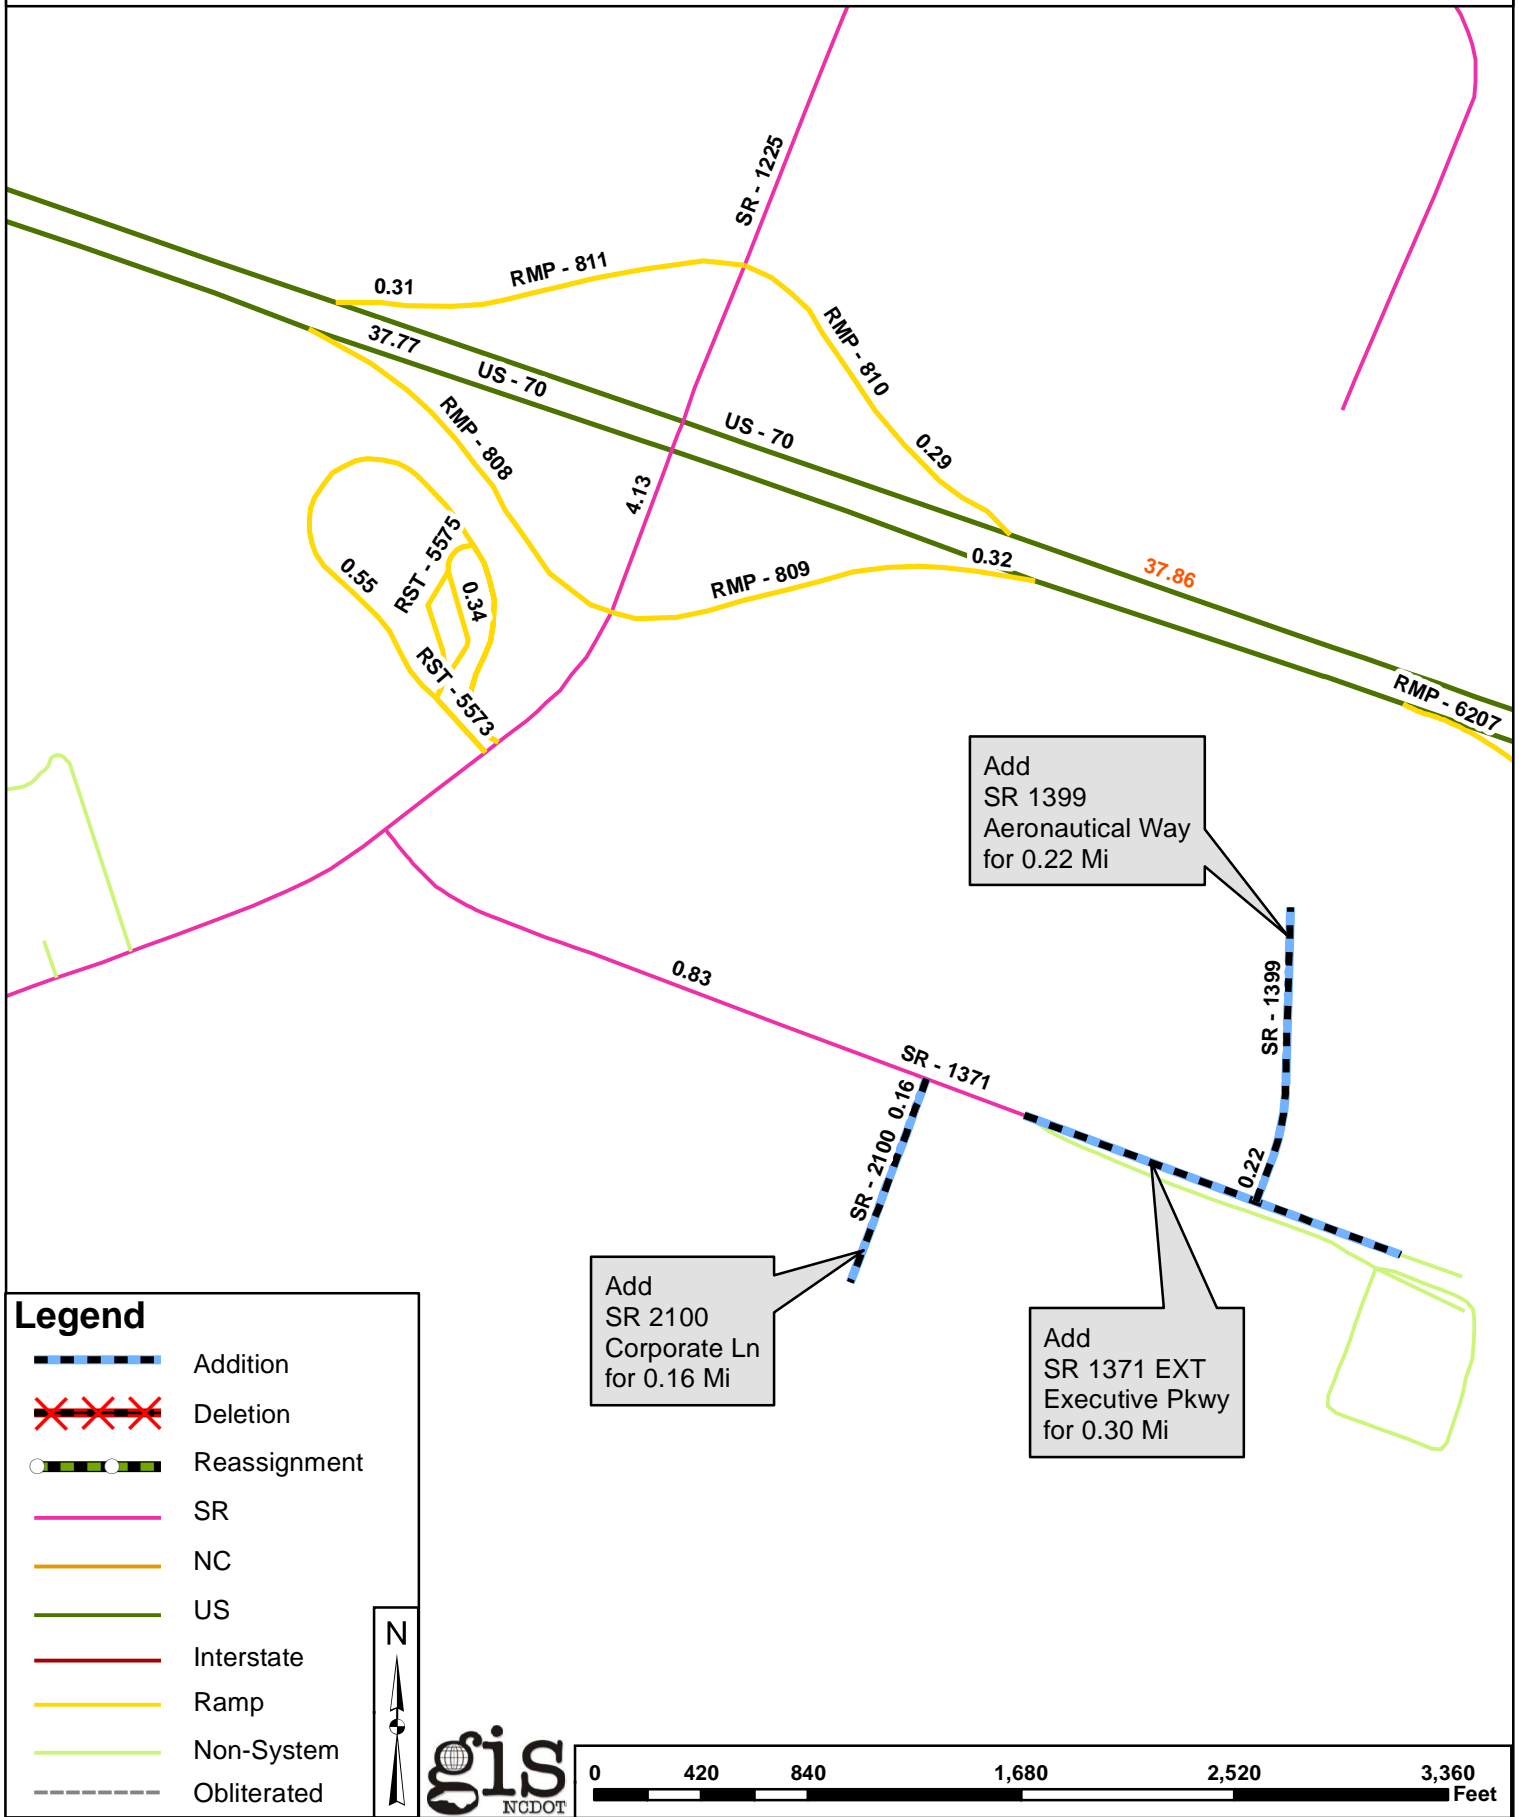 SR - 1225
0.31
RMP - 811
37.77
US - 70
RMP - 810
RMP - 808
US - 70
0.29
4.13
RST - 5575
0.55
0.34
RMP - 809
0.32
37.86
RST - 5573
RMP - 6207
Add
SR 1399
Aeronautical Way
for 0.22 Mi
0.83
SR - 1399
SR - 1371
SR - 2100 0.16
0.22
Add
SR 2100
Corporate Ln
for 0.16 Mi
Add
SR 1371 EXT
Executive Pkwy
for 0.30 Mi
Legend
Addition
Deletion
Reassignment
SR
NC
US
Interstate
Ramp
Non-System
Obliterated
N
gis
NCDOT
0 420 840 1,680 2,520 3,360
Feet